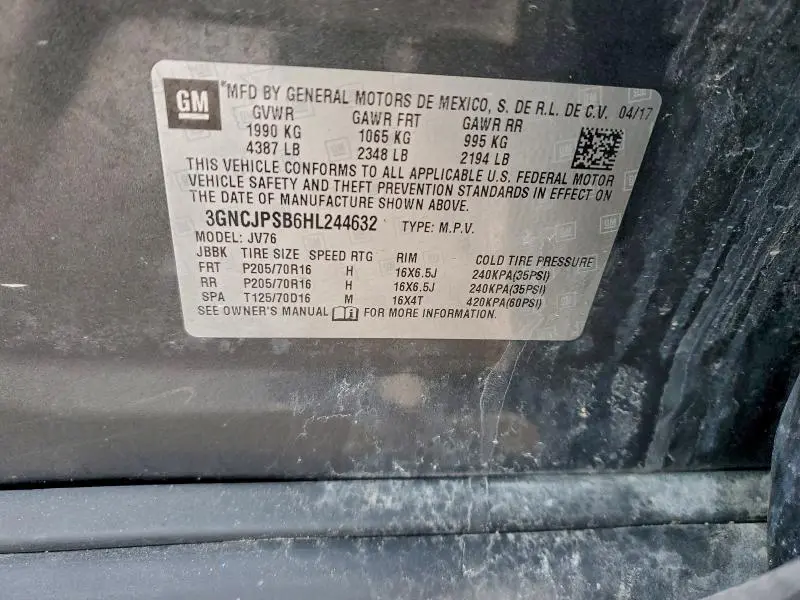 GM
*MFD BY GENERAL MOTORS DE MEXICO, S. DE R.L. DE C.V. 04/17
GVWR GAWR FRT GAWR RR
1990 KG 1065 KG 995 KG
4387 LB 2348 LB 2194 LB
THIS VEHICLE CONFORMS TO ALL APPLICABLE U.S. FEDERAL MOTOR
VEHICLE SAFETY AND THEFT PREVENTION STANDARDS IN EFFECT ON
THE DATE OF MANUFACTURE SHOWN ABOVE.
3GNCJPSB6HL244632 TYPE: M.P.V.
MODEL: JV76
JBBK TIRE SIZE SPEED RTG RIM COLD TIRE PRESSURE
FRT P205/70R16 H 16X6.5J 240KPA(35PSI)
RR P205/70R16 H 16X6.5J 240KPA(35PSI)
SPA T125/70D16 M 16X4T 420KPA(60PSI)
SEE OWNER'S MANUAL FOR MORE INFORMATION.